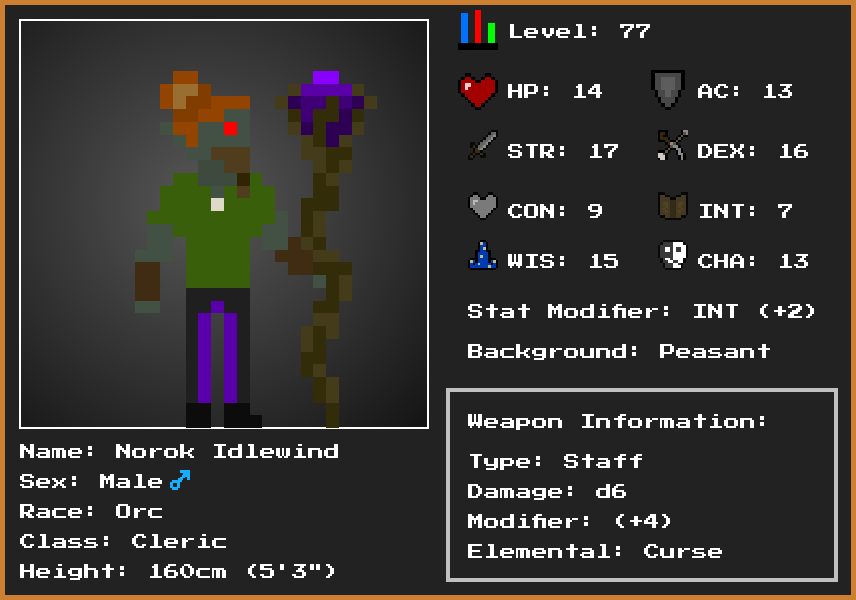 Level: 77
HP: 14
AC: 13
STR: 17
DEX: 16
CON: 9
INT: 7
WIS: 15
CHA: 13
Stat Modifier: INT (+2)
Background: Peasant
Weapon Information:
Type: Staff
Damage: d6
Modifier: (+4)
Elemental: Curse
Name: Norok Idlewind
Sex: Male♂
Race: Orc
Class: Cleric
Height: 160cm (5'3")